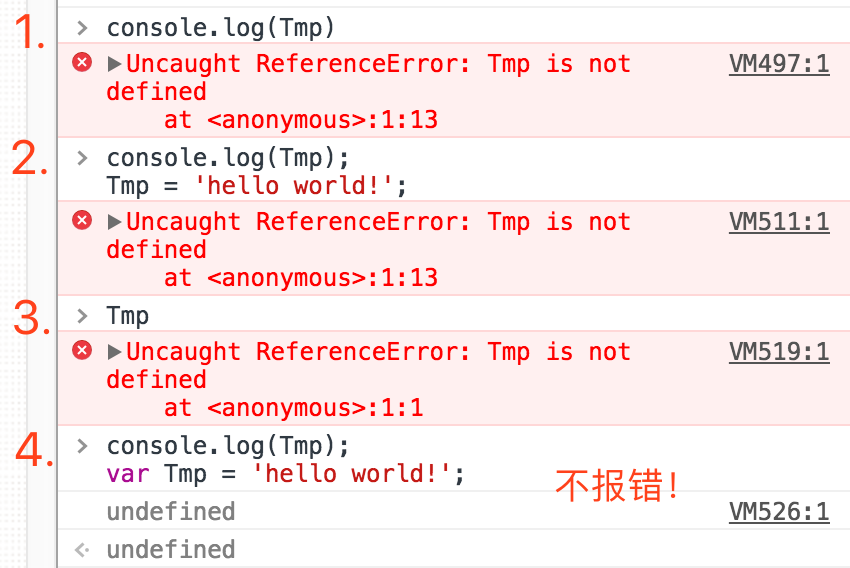 1. > console.log(Tmp)
▶Uncaught ReferenceError: Tmp is not VM497:1
defined
at <anonymous>:1:13
2. > console.log(Tmp);
Tmp = 'hello world!';
▶Uncaught ReferenceError: Tmp is not VM511:1
defined
at <anonymous>:1:13
3. > Tmp
▶Uncaught ReferenceError: Tmp is not VM519:1
defined
at <anonymous>:1:1
4. > console.log(Tmp);
var Tmp = 'hello world!';
不报错!
undefined VM526:1
undefined